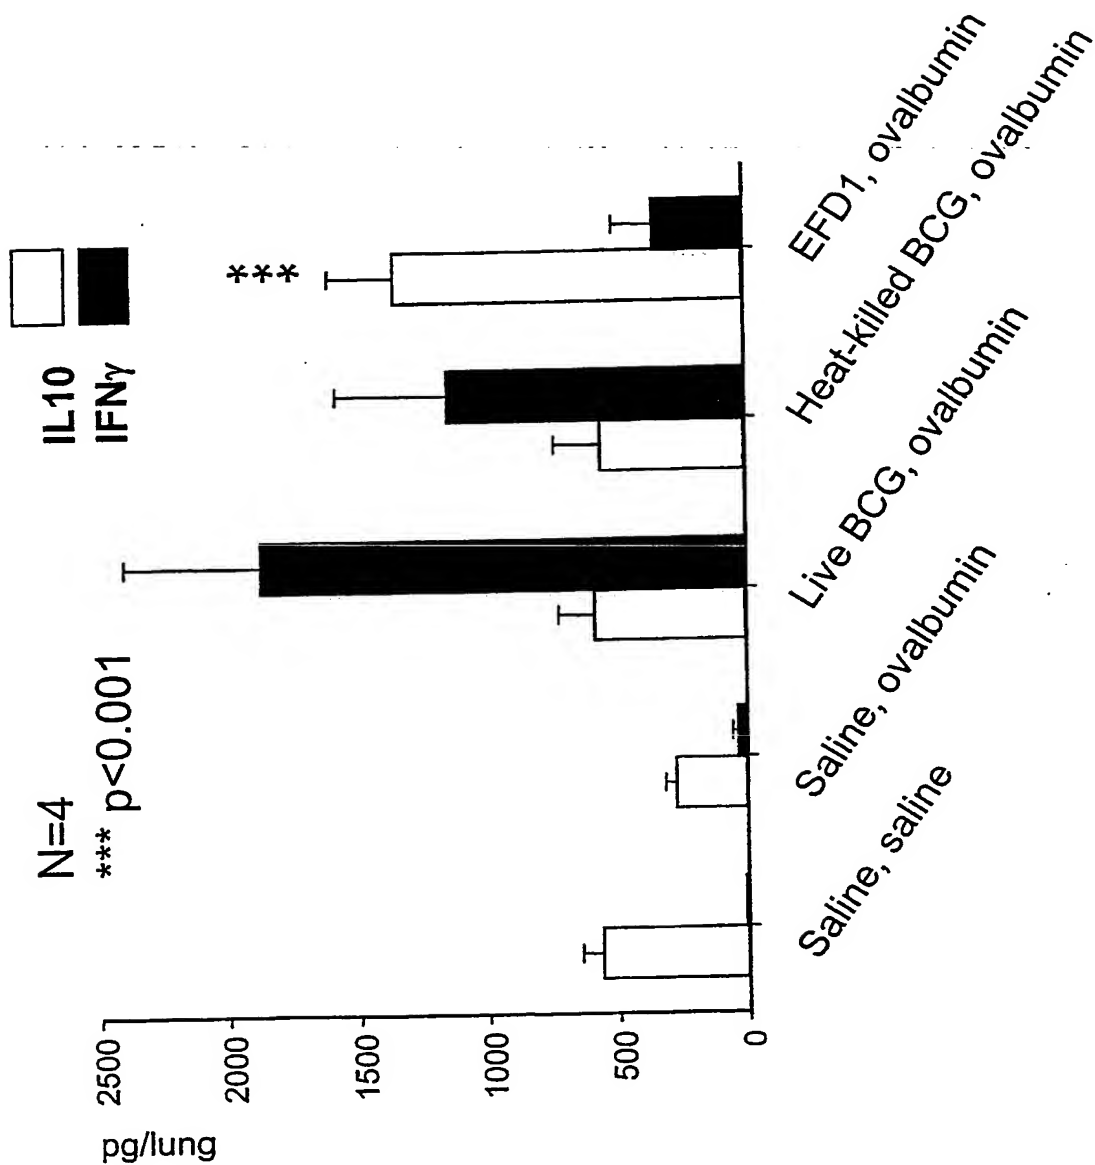 N=4
*** p<0.001
IL10
IFNγ
***
pg/lung
2500
2000
1500
1000
500
0
Saline, saline
Saline, ovalbumin
Live BCG, ovalbumin
Heat-killed BCG, ovalbumin
EFD1, ovalbumin